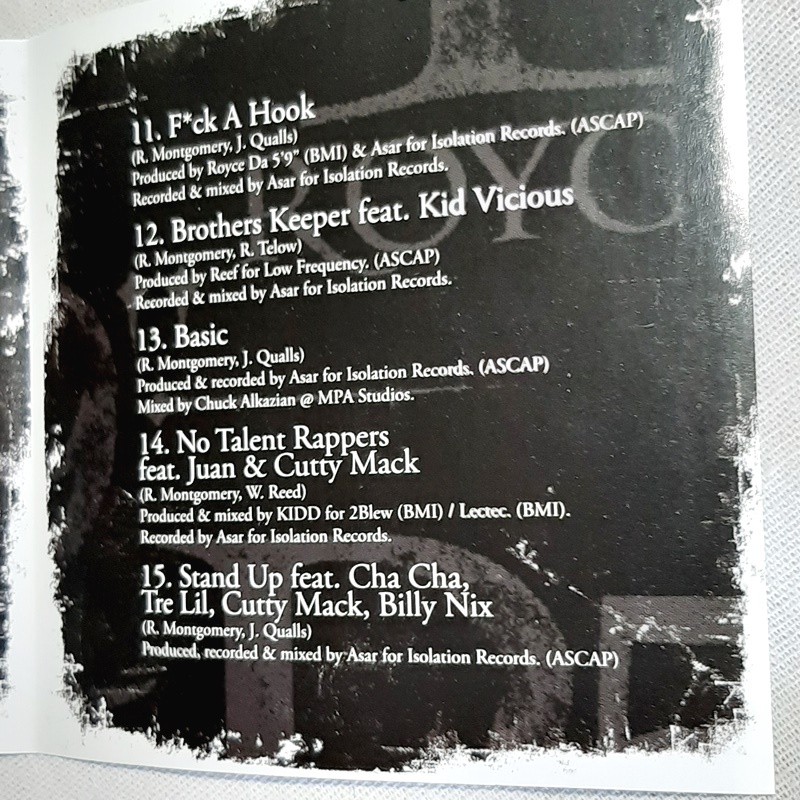 11. F*ck A Hook
(R. Montgomery, J. Qualls)
Produced by Royce Da 5'9" (BMI) & Asar for Isolation Records. (ASCAP)
Recorded & mixed by Asar for Isolation Records.
12. Brothers Keeper feat. Kid Vicious
(R. Montgomery, R. Telow)
Produced by Reef for Low Frequency. (ASCAP)
Recorded & mixed by Asar for Isolation Records.
13. Basic
(R. Montgomery, J. Qualls)
Produced & recorded by Asar for Isolation Records. (ASCAP)
Mixed by Chuck Alkazian @ MPA Studios.
14. No Talent Rappers
feat. Juan & Cutty Mack
(R. Montgomery, W. Reed)
Produced & mixed by KIDD for 2Blew (BMI) / Lectec. (BMI).
Recorded by Asar for Isolation Records.
15. Stand Up feat. Cha Cha,
Tre Lil, Cutty Mack, Billy Nix
(R. Montgomery, J. Qualls)
Produced, recorded & mixed by Asar for Isolation Records. (ASCAP)
ROYC